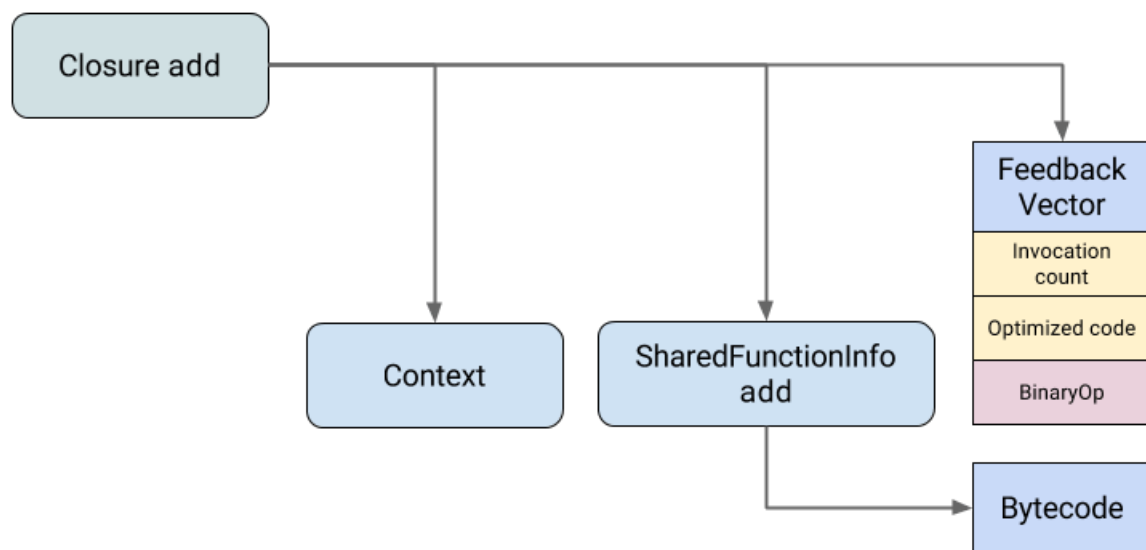 Closure add
Feedback
Vector
Invocation
count
Optimized code
BinaryOp
Context
SharedFunctionInfo
add
Bytecode